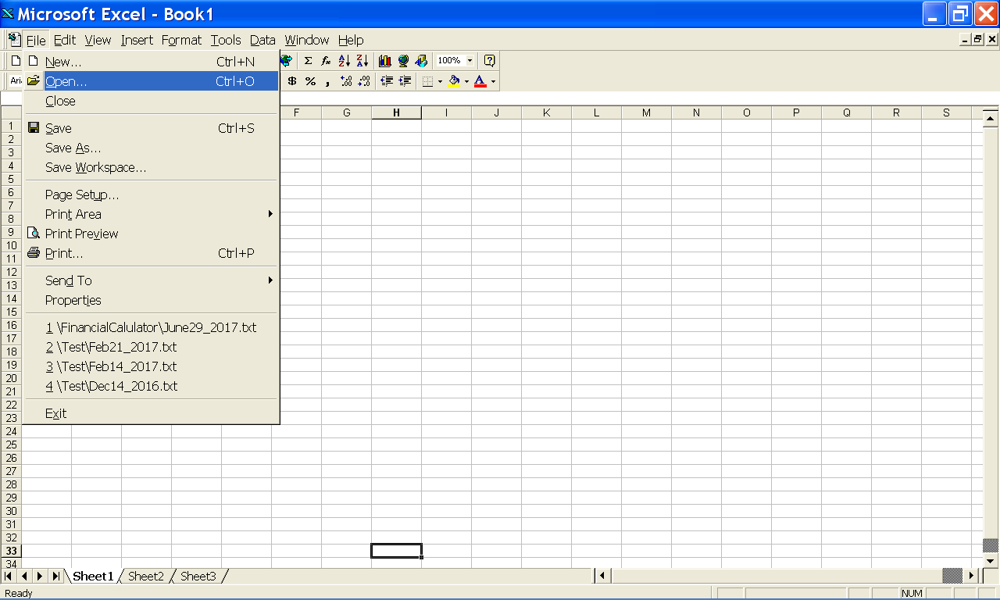 Microsoft Excel - Book1
File Edit View Insert Format Tools Data Window Help
New... Ctrl+N
Σ fx A Z Z A 100% ?
Open... Ctrl+O
Ari
$ % , .00 .00 A
Close
Save Ctrl+S
Save As...
Save Workspace...
Page Setup...
Print Area
Print Preview
Print... Ctrl+P
Send To
Properties
1 \FinancialCalulator\June29_2017.txt
2 \Test\Feb21_2017.txt
3 \Test\Feb14_2017.txt
4 \Test\Dec14_2016.txt
Exit
F G H I J K L M N O P Q R S
1
2
3
4
5
6
7
8
9
10
11
12
13
14
15
16
17
18
19
20
21
22
23
24
25
26
27
28
29
30
31
32
33
34
Sheet1 Sheet2 Sheet3
Ready NUM